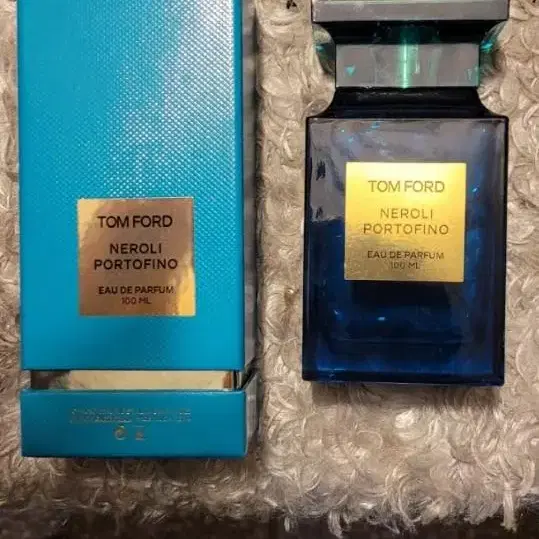 TOM FORD
NEROLI
PORTOFINO
EAU DE PARFUM
100 ML
TOM FORD
NEROLI
PORTOFINO
EAU DE PARFUM
100 ML